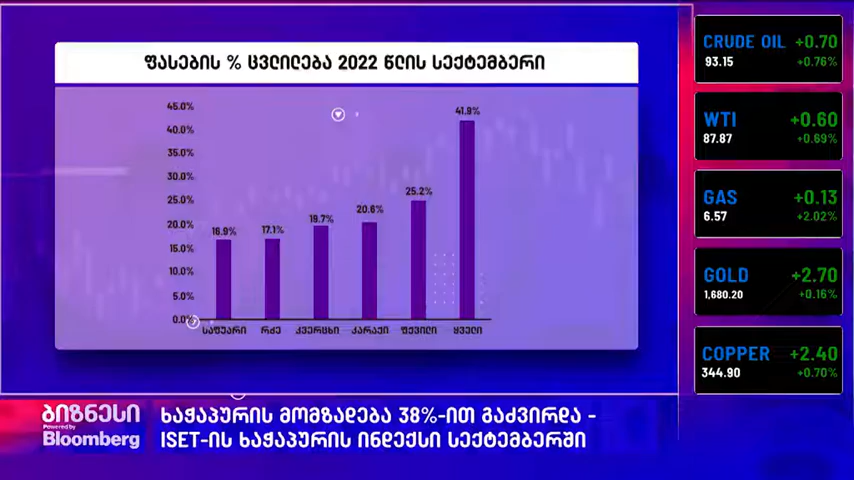 ფასების % ცვლილება 2022 წლის სექტემბერი
45.0%
40.0%
35.0%
30.0%
25.0%
20.0%
15.0%
10.0%
5.0%
0.0%
16.9%
17.1%
19.7%
20.6%
25.2%
41.9%
საფუარი რძე კვერცხი კარაქი ფქვილი ყველი
CRUDE OIL +0.70
93.15 +0.76%
WTI +0.60
87.87 +0.69%
GAS +0.13
6.57 +2.02%
GOLD +2.70
1,680.20 +0.16%
COPPER +2.40
344.90 +0.70%
ბიზნესი
Powered by
Bloomberg
ხაჭაპურის მომზადება 38%-ით გაძვირდა -
ISET-ის ხაჭაპურის ინდექსი სექტემბერში